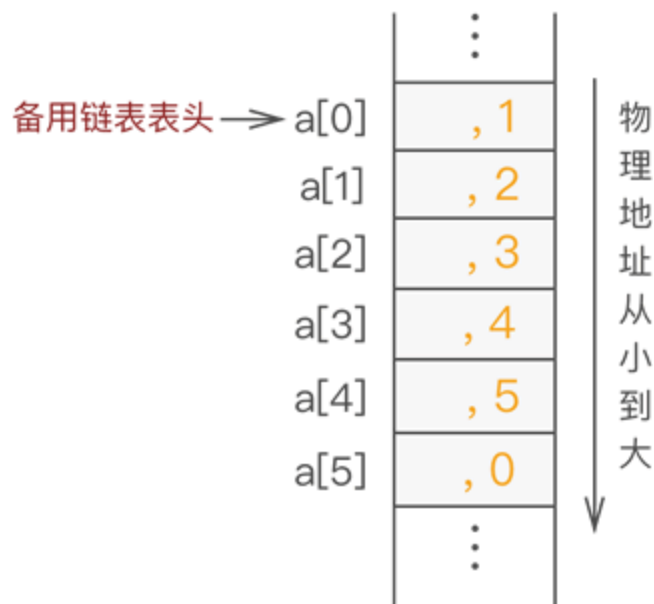 备用链表表头
a[0] , 1
a[1] , 2
a[2] , 3
a[3] , 4
a[4] , 5
a[5] , 0
物理地址从小到大